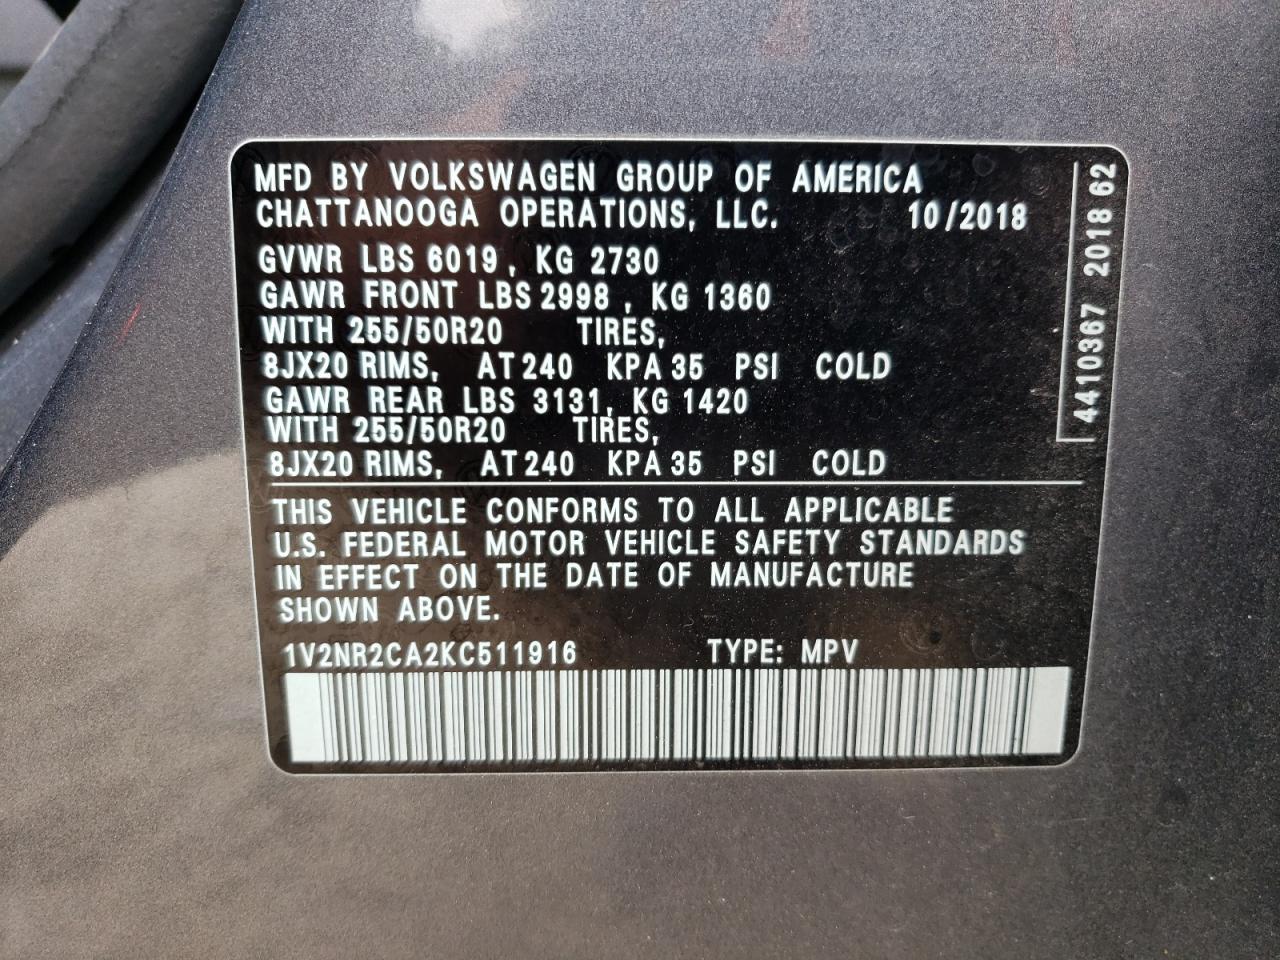 MFD BY VOLKSWAGEN GROUP OF AMERICA
CHATTANOOGA OPERATIONS, LLC. 10/2018
GVWR LBS 6019, KG 2730
GAWR FRONT LBS 2998, KG 1360
WITH 255/50R20 TIRES,
8JX20 RIMS, AT 240 KPA 35 PSI COLD
GAWR REAR LBS 3131, KG 1420
WITH 255/50R20 TIRES,
8JX20 RIMS, AT 240 KPA 35 PSI COLD
THIS VEHICLE CONFORMS TO ALL APPLICABLE
U.S. FEDERAL MOTOR VEHICLE SAFETY STANDARDS
IN EFFECT ON THE DATE OF MANUFACTURE
SHOWN ABOVE.
1V2NR2CA2KC511916 TYPE: MPV
4410367 2018 62